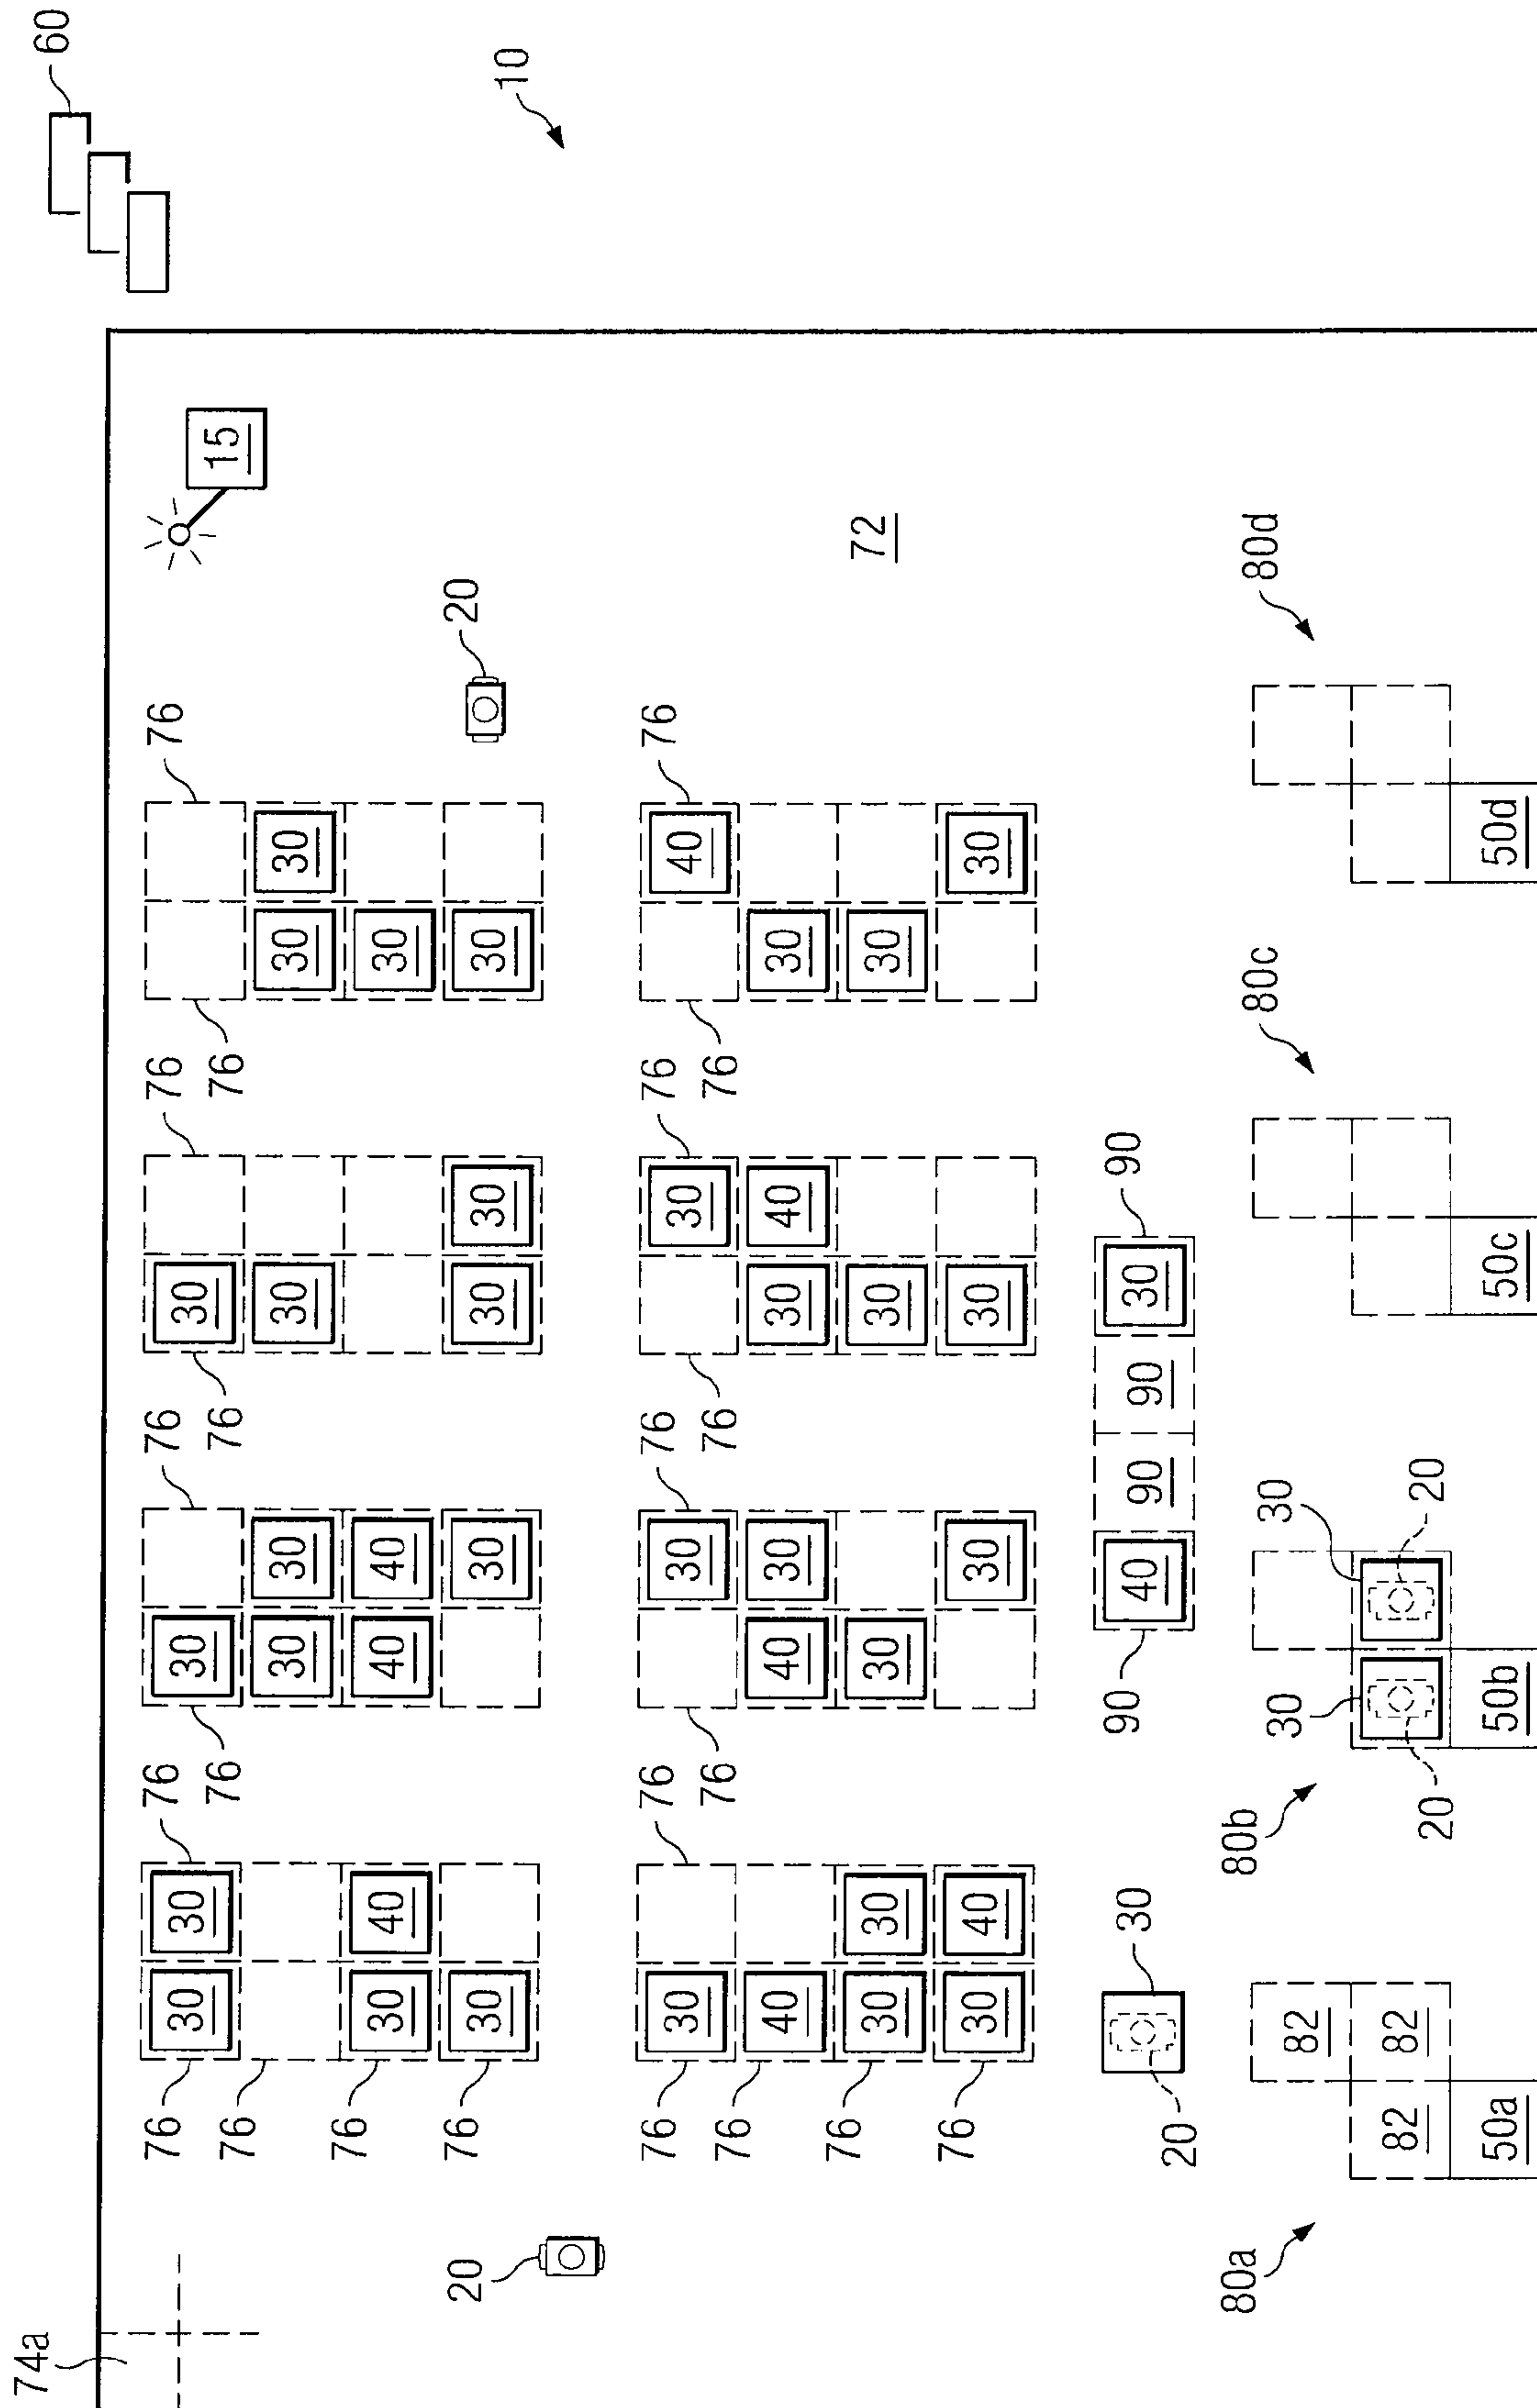 74a
60
76 76 76 76 76
30 30 30 30
76 76 76 76 15
30 30 30 30 30
76
30 40 40 40 30
20 76 20
30 30 30 30 30
10
76 76 76 76 76
30 30 30 40
76 76 76 76
40 40 30 30 40 30
76
72
30 30 30 30 30
76
30 40 30 30 30
30 90 90
40 90 90 30
20
80a 80b 80c 80d
30 30
82
82 82
20 20
50a 50b 50c 50d